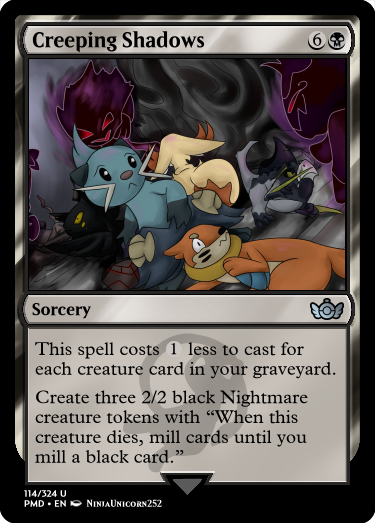 Creeping Shadows 6
Sorcery
This spell costs 1 less to cast for
each creature card in your graveyard.
Create three 2/2 black Nightmare
creature tokens with “When this
creature dies, mill cards until you
mill a black card.”
114/324 U
PMD • EN NinjaUnicorn252